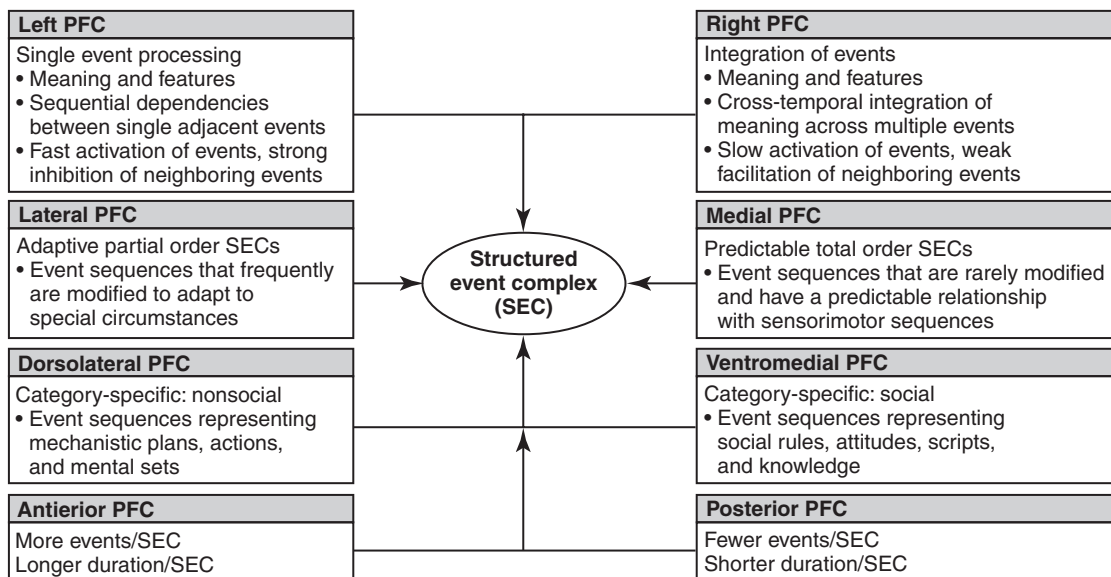 Left PFC
Single event processing
• Meaning and features
• Sequential dependencies
between single adjacent events
• Fast activation of events, strong
inhibition of neighboring events
Right PFC
Integration of events
• Meaning and features
• Cross-temporal integration of
meaning across multiple events
• Slow activation of events, weak
facilitation of neighboring events
Lateral PFC
Adaptive partial order SECs
• Event sequences that frequently
are modified to adapt to
special circumstances
Structured
event complex
(SEC)
Medial PFC
Predictable total order SECs
• Event sequences that are rarely modified
and have a predictable relationship
with sensorimotor sequences
Dorsolateral PFC
Category-specific: nonsocial
• Event sequences representing
mechanistic plans, actions,
and mental sets
Ventromedial PFC
Category-specific: social
• Event sequences representing
social rules, attitudes, scripts,
and knowledge
Antierior PFC
More events/SEC
Longer duration/SEC
Posterior PFC
Fewer events/SEC
Shorter duration/SEC